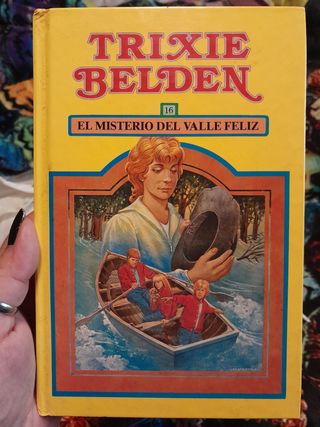 TRIXIE
BELDEN
16
EL MISTERIO DEL VALLE FELIZ